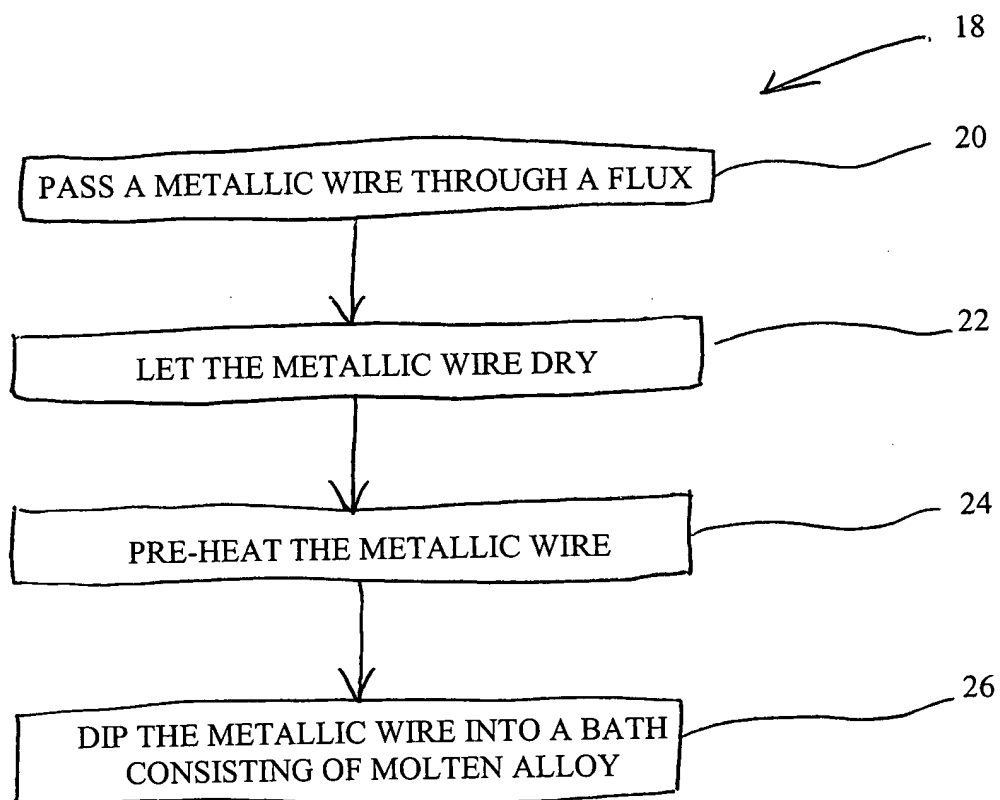 18
20
PASS A METALLIC WIRE THROUGH A FLUX
22
LET THE METALLIC WIRE DRY
24
PRE-HEAT THE METALLIC WIRE
26
DIP THE METALLIC WIRE INTO A BATH
CONSISTING OF MOLTEN ALLOY